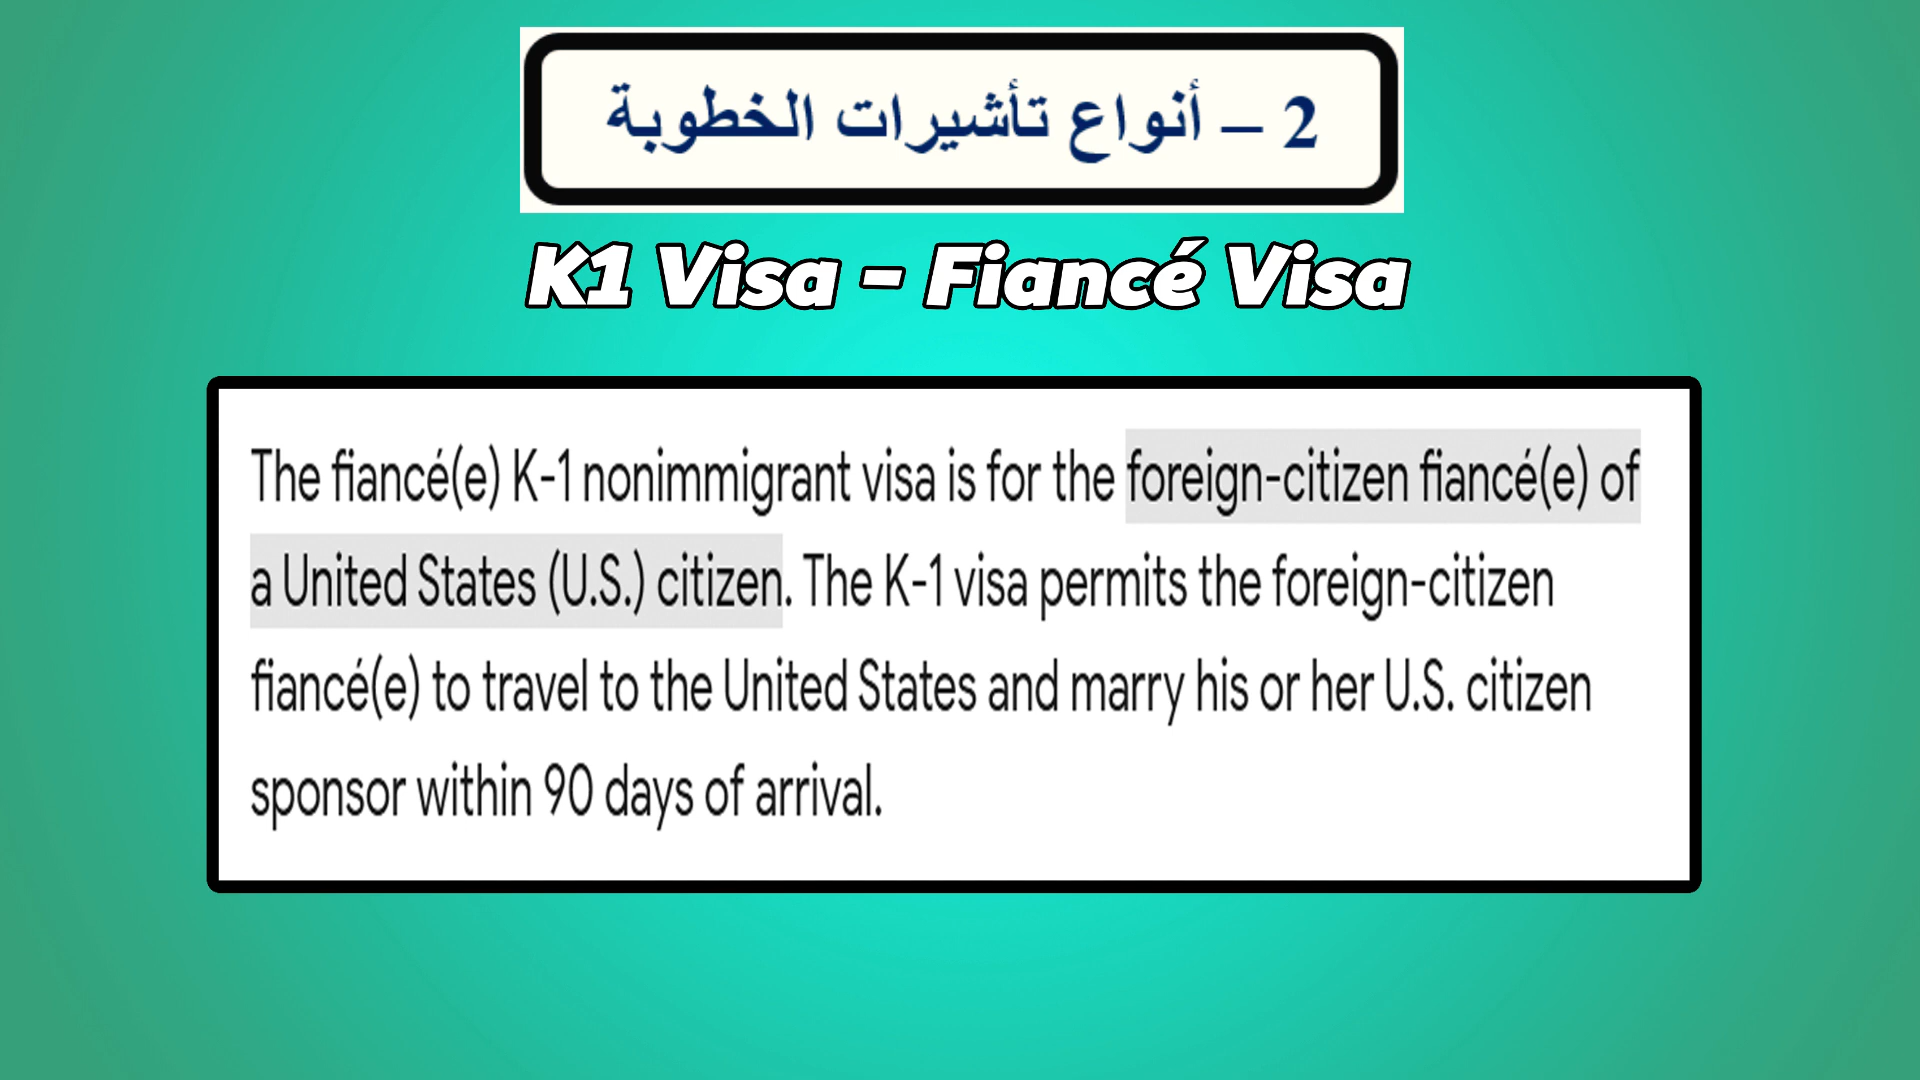 2 – أنواع تأشيرات الخطوبة
K1 Visa - Fiancé Visa
The fiancé(e) K-1 nonimmigrant visa is for the foreign-citizen fiancé(e) of
a United States (U.S.) citizen. The K-1 visa permits the foreign-citizen
fiancé(e) to travel to the United States and marry his or her U.S. citizen
sponsor within 90 days of arrival.